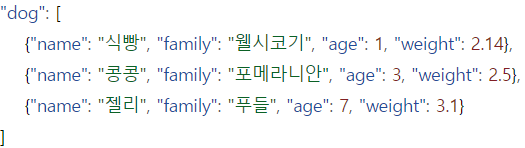 "dog": [
{"name": "식빵", "family": "웰시코기", "age": 1, "weight": 2.14},
{"name": "콩콩", "family": "포메라니안", "age": 3, "weight": 2.5},
{"name": "젤리", "family": "푸들", "age": 7, "weight": 3.1}
]